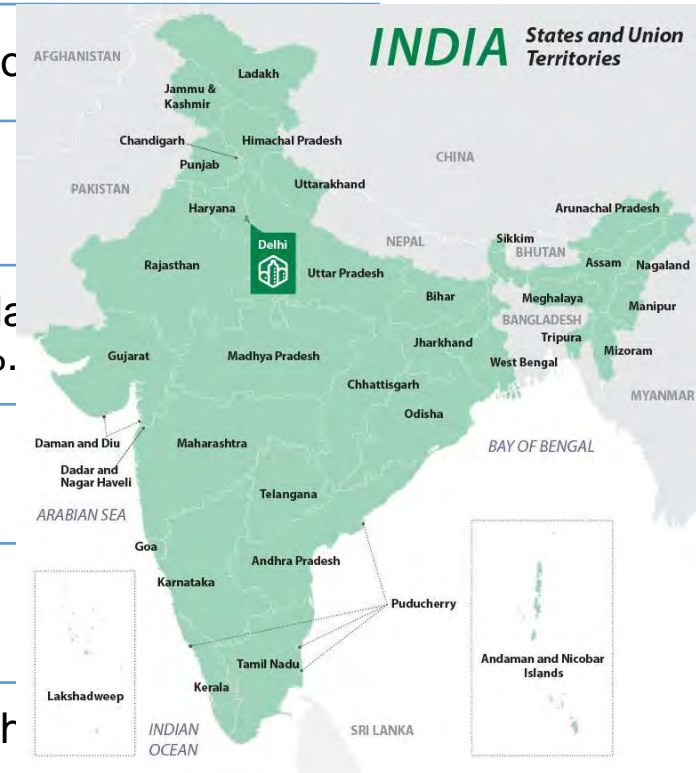 INDIA States and Union
Territories
AFGHANISTAN
Ladakh
Jammu &
Kashmir
Chandigarh
Himachal Pradesh
CHINA
Punjab
PAKISTAN
Uttarakhand
Haryana
Arunachal Pradesh
NEPAL
Sikkim
Delhi
BHUTAN
Rajasthan
Uttar Pradesh
Assam
Nagaland
Bihar
Meghalaya
Manipur
BANGLADESH
Jharkhand
Tripura
Gujarat
Madhya Pradesh
West Bengal
Mizoram
Chhattisgarh
MYANMAR
Odisha
Daman and Diu
Maharashtra
BAY OF BENGAL
Dadar and
Nagar Haveli
Telangana
ARABIAN SEA
Goa
Andhra Pradesh
Karnataka
Puducherry
Tamil Nadu
Andaman and Nicobar
Islands
Kerala
Lakshadweep
INDIAN
OCEAN
SRI LANKA